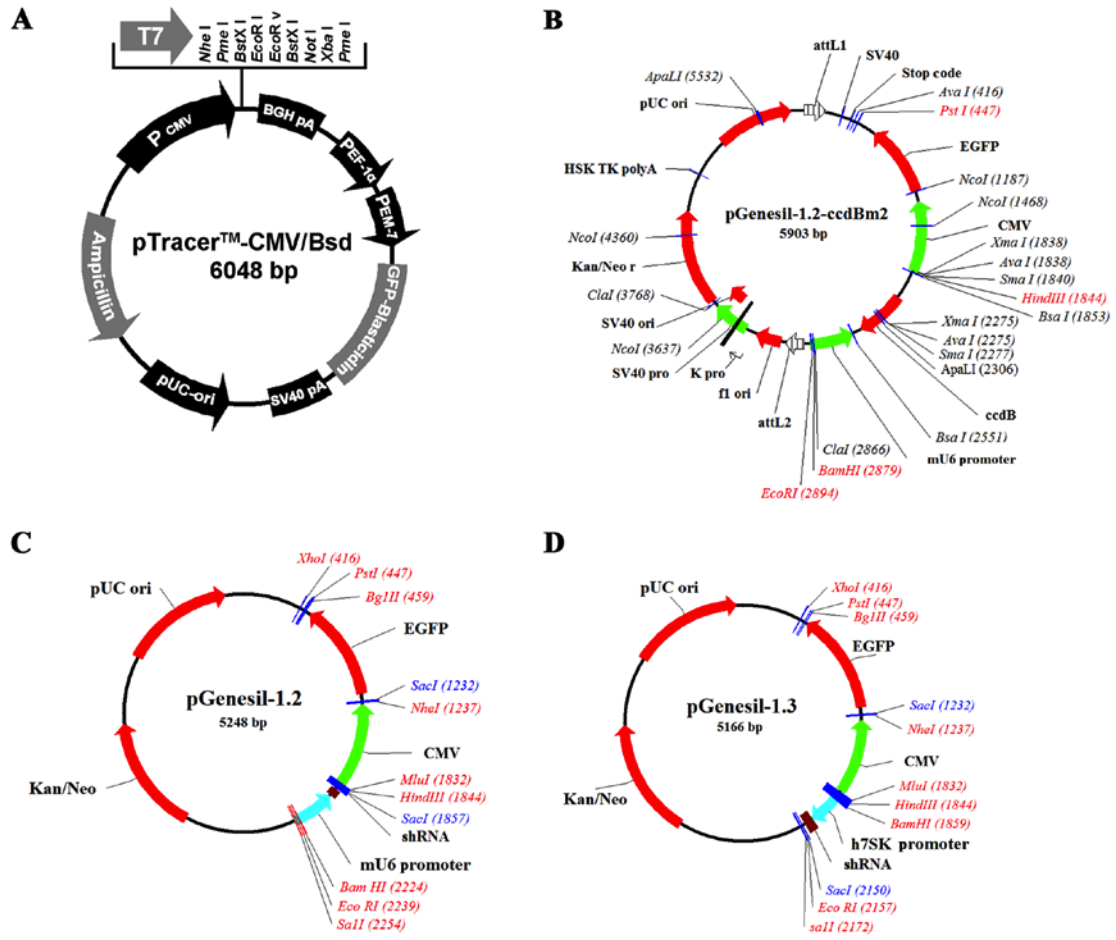 A
T7
Nhe I
Pme I
BstX I
EcoR I
EcoR v
BstX I
Not I
Xba I
Pme I
P CMV
BGH pA
PEF-1α
PEM-7
GFP-Blasticidin
SV40 pA
pUC-ori
Ampicillin
pTracer™-CMV/Bsd
6048 bp
B
attL1
SV40
Stop code
Ava I (416)
Pst I (447)
EGFP
NcoI (1187)
NcoI (1468)
CMV
Xma I (1838)
Ava I (1838)
Sma I (1840)
HindIII (1844)
Bsa I (1853)
Xma I (2275)
Ava I (2275)
Sma I (2277)
ApaLI (2306)
ccdB
Bsa I (2551)
mU6 promoter
ClaI (2866)
BamHI (2879)
EcoRI (2894)
attL2
f1 ori
K pro
SV40 pro
NcoI (3637)
SV40 ori
ClaI (3768)
Kan/Neo r
NcoI (4360)
HSK TK polyA
pUC ori
ApaLI (5532)
pGenesil-1.2-ccdBm2
5903 bp
C
XhoI (416)
PstI (447)
Bg1II (459)
EGFP
SacI (1232)
NheI (1237)
CMV
MluI (1832)
HindIII (1844)
SacI (1857)
shRNA
mU6 promoter
Bam HI (2224)
Eco RI (2239)
Sa1I (2254)
Kan/Neo
pUC ori
pGenesil-1.2
5248 bp
D
XhoI (416)
PstI (447)
Bg1II (459)
EGFP
SacI (1232)
NheI (1237)
CMV
MluI (1832)
HindIII (1844)
BamHI (1859)
h7SK promoter
shRNA
SacI (2150)
Eco RI (2157)
sa1I (2172)
Kan/Neo
pUC ori
pGenesil-1.3
5166 bp